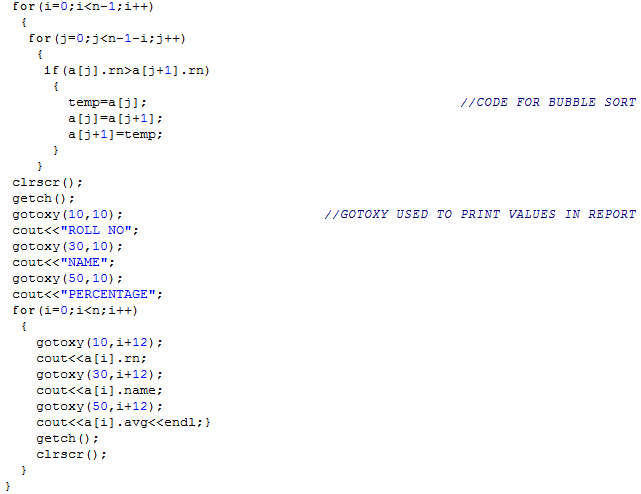 for(i=0;i<n-1;i++)
{
for(j=0;j<n-1-i;j++)
{
if(a[j].rn>a[j+1].rn)
{
temp=a[j]; //CODE FOR BUBBLE SORT
a[j]=a[j+1];
a[j+1]=temp;
}
}
clrscr();
getch();
gotoxy(10,10); //GOTOXY USED TO PRINT VALUES IN REPORT
cout<<"ROLL NO";
gotoxy(30,10);
cout<<"NAME";
gotoxy(50,10);
cout<<"PERCENTAGE";
for(i=0;i<n;i++)
{
gotoxy(10,i+12);
cout<<a[i].rn;
gotoxy(30,i+12);
cout<<a[i].name;
gotoxy(50,i+12);
cout<<a[i].avg<<endl;}
getch();
clrscr();
}
}